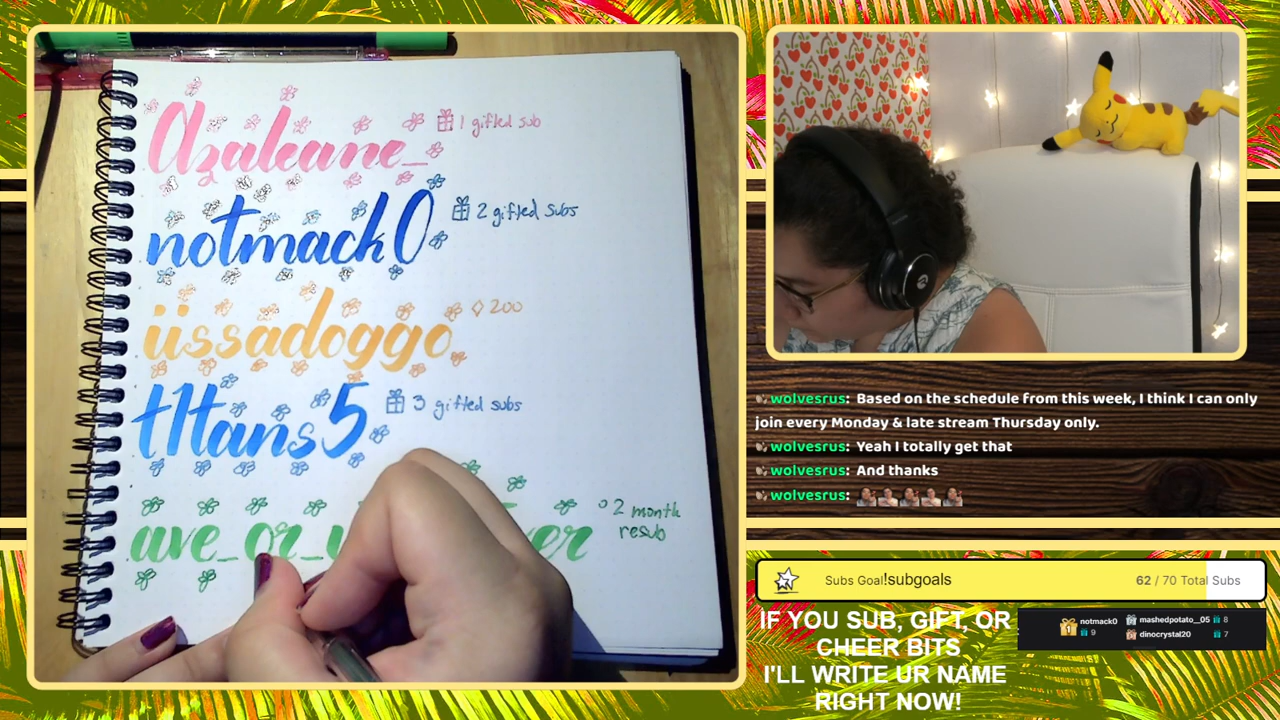 Azaleane_ 1 gifted sub
notmack0 2 gifted subs
iissadoggo 200
t1tans5 3 gifted subs
ave_or_ er 2 month
resub
wolvesrus: Based on the schedule from this week, I think I can only
join every Monday & late stream Thursday only.
wolvesrus: Yeah I totally get that
wolvesrus: And thanks
wolvesrus:
Subs Goal !subgoals 62 / 70 Total Subs
IF YOU SUB, GIFT, OR
CHEER BITS
I'LL WRITE UR NAME
RIGHT NOW!
1 notmack0 9
mashedpotato__05 8
dinocrystal20 7